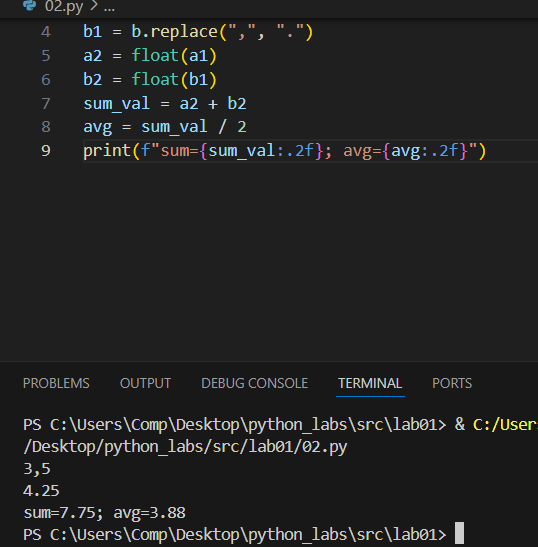 02.py > ...
4 b1 = b.replace(",", ".")
5 a2 = float(a1)
6 b2 = float(b1)
7 sum_val = a2 + b2
8 avg = sum_val / 2
9 print(f"sum={sum_val:.2f}; avg={avg:.2f}")
PROBLEMS OUTPUT DEBUG CONSOLE TERMINAL PORTS
PS C:\Users\Comp\Desktop\python_labs\src\lab01> & C:/User
/Desktop/python_labs/src/lab01/02.py
3,5
4.25
sum=7.75; avg=3.88
PS C:\Users\Comp\Desktop\python_labs\src\lab01>